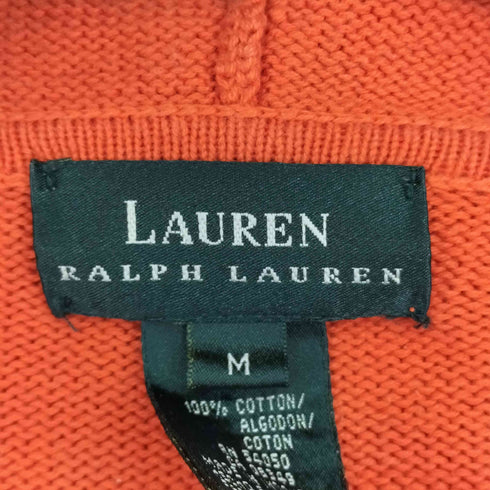 LAUREN
RALPH LAUREN
M
100% COTTON/
ALGODON/
COTON